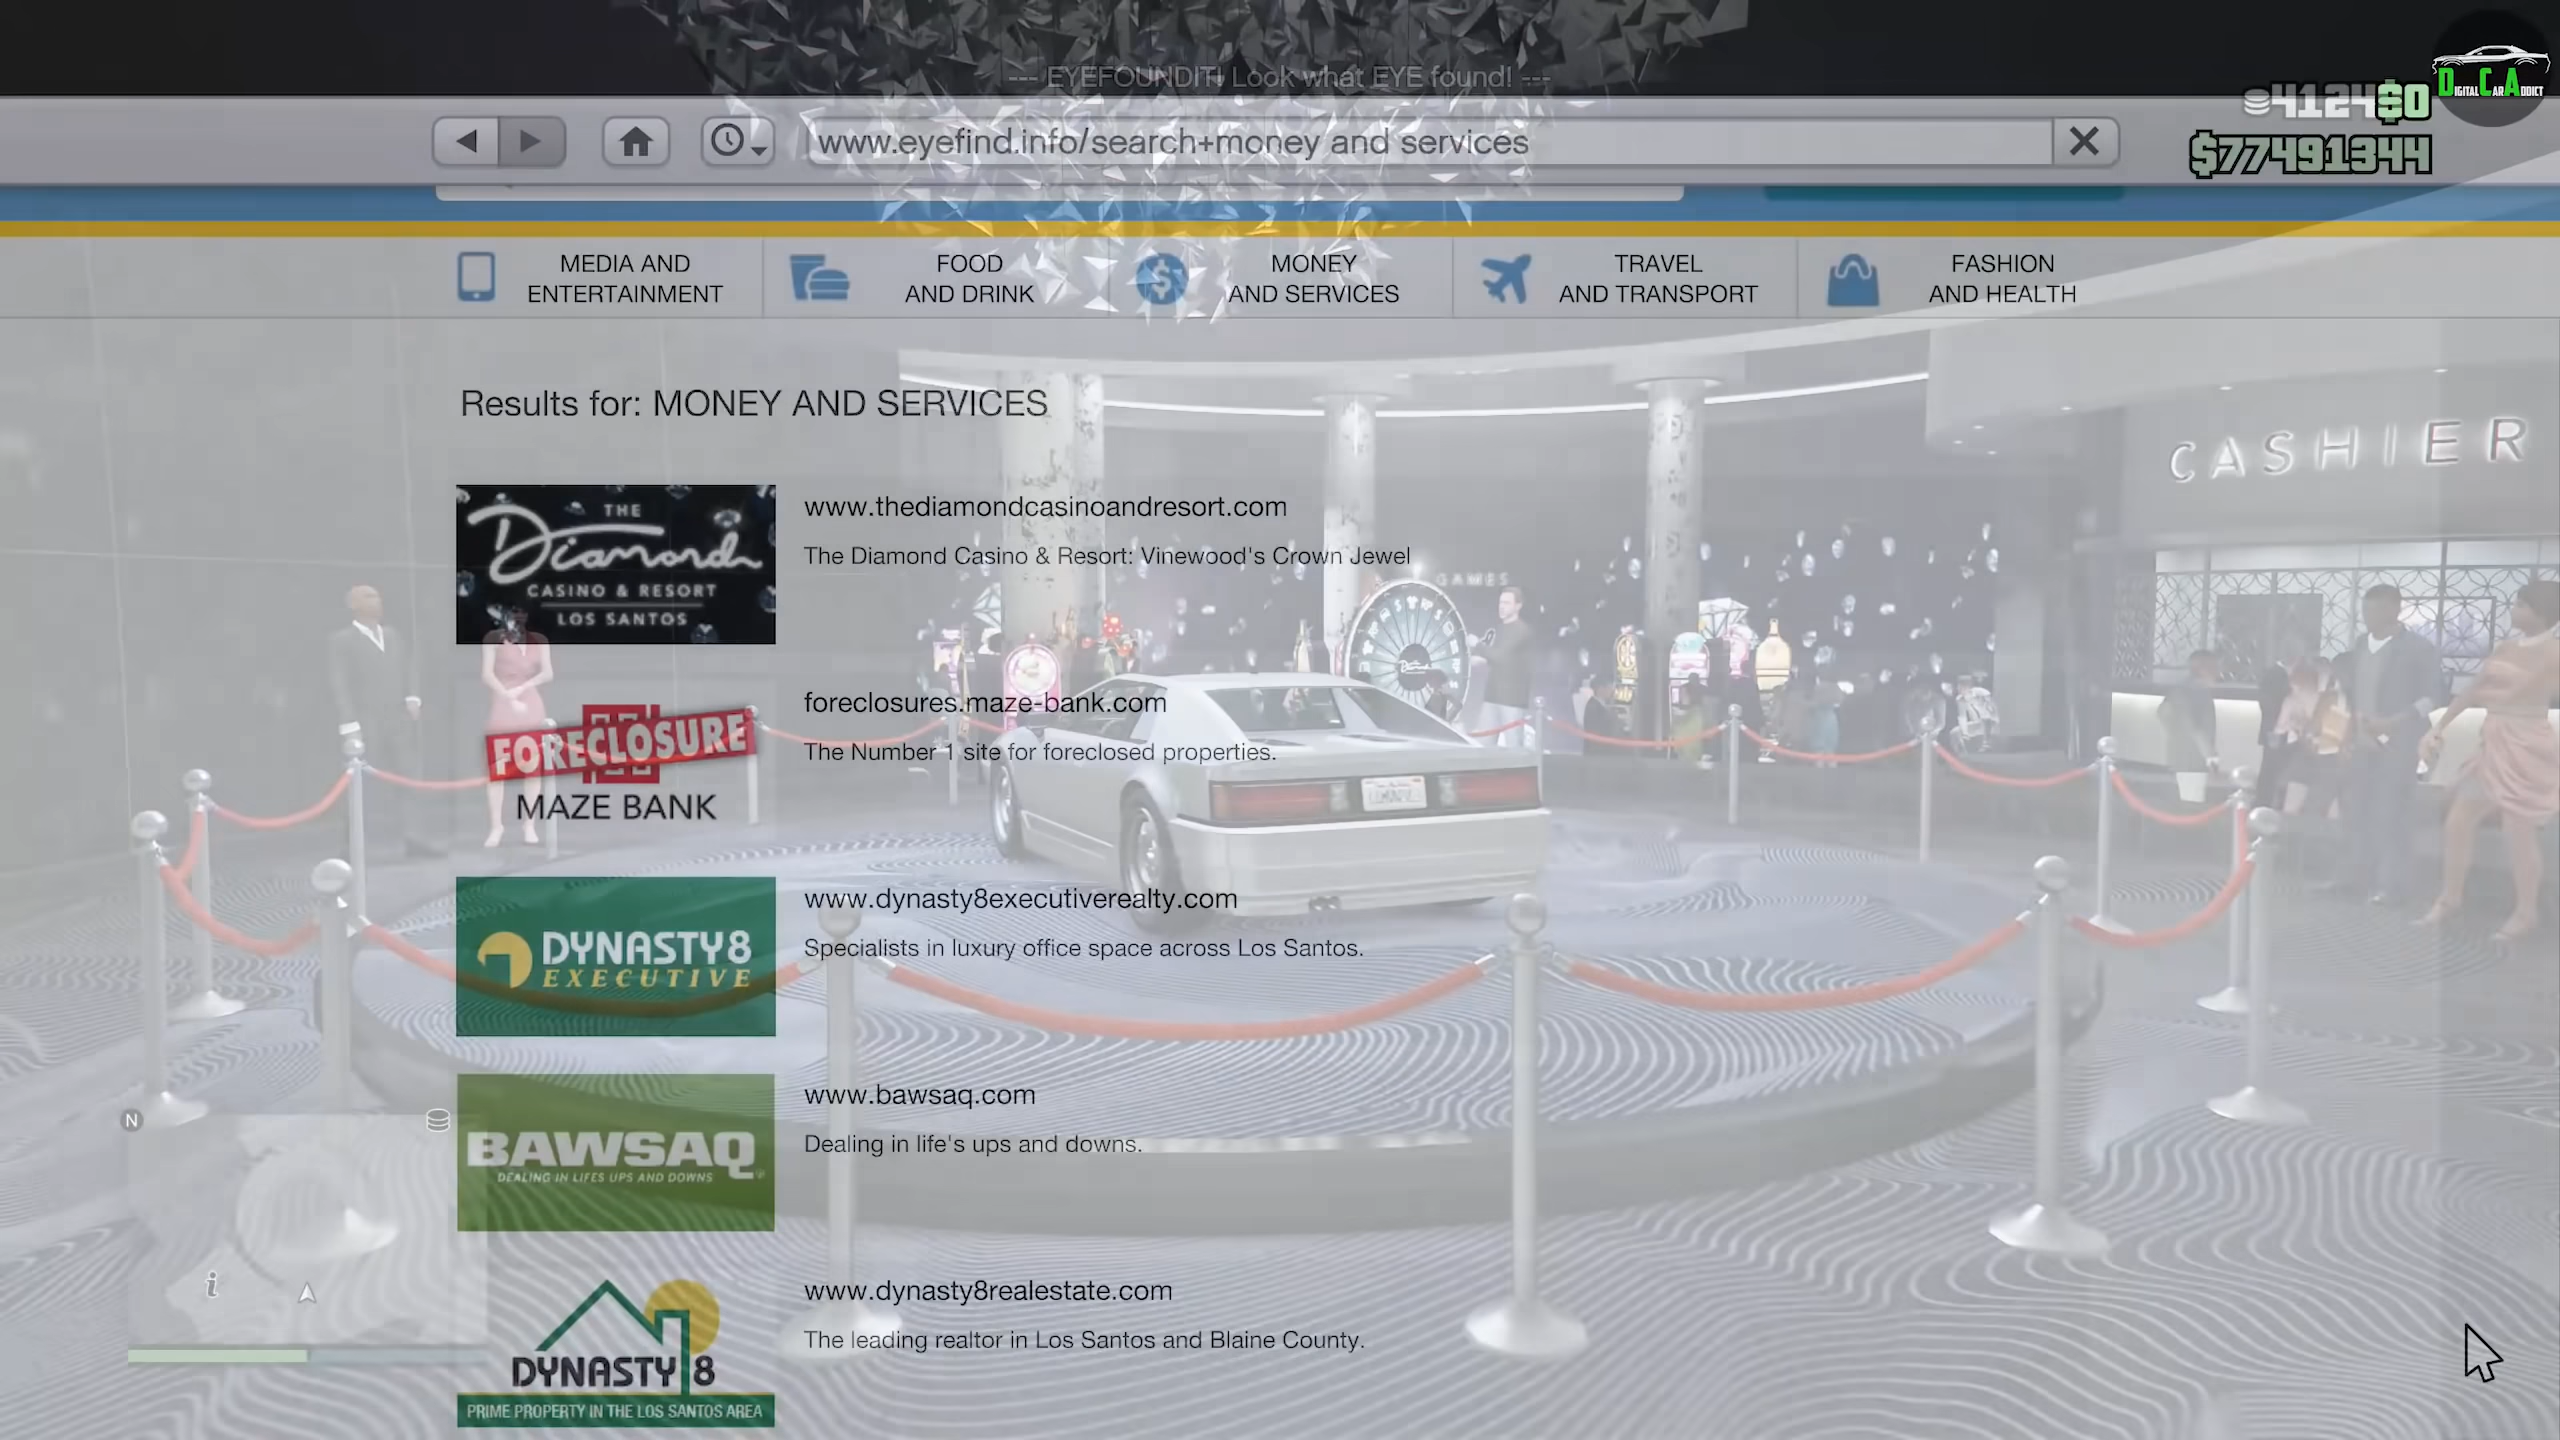 --- EYEFOUNDIT! Look what EYE found! ---
DIGITAL CAR ADDICT
4124 $0
www.eyefind.info/search+money and services
$77491344
MEDIA AND
ENTERTAINMENT
FOOD
AND DRINK
MONEY
AND SERVICES
TRAVEL
AND TRANSPORT
FASHION
AND HEALTH
Results for: MONEY AND SERVICES
CASHIER
THE
Diamond
CASINO & RESORT
LOS SANTOS
www.thediamondcasinoandresort.com
The Diamond Casino & Resort: Vinewood's Crown Jewel
GAMES
FORECLOSURE
MAZE BANK
foreclosures.maze-bank.com
The Number 1 site for foreclosed properties.
DYNASTY8
EXECUTIVE
www.dynasty8executiverealty.com
Specialists in luxury office space across Los Santos.
BAWSAQ
DEALING IN LIFES UPS AND DOWNS
www.bawsaq.com
Dealing in life's ups and downs.
N
i
DYNASTY 8
PRIME PROPERTY IN THE LOS SANTOS AREA
www.dynasty8realestate.com
The leading realtor in Los Santos and Blaine County.